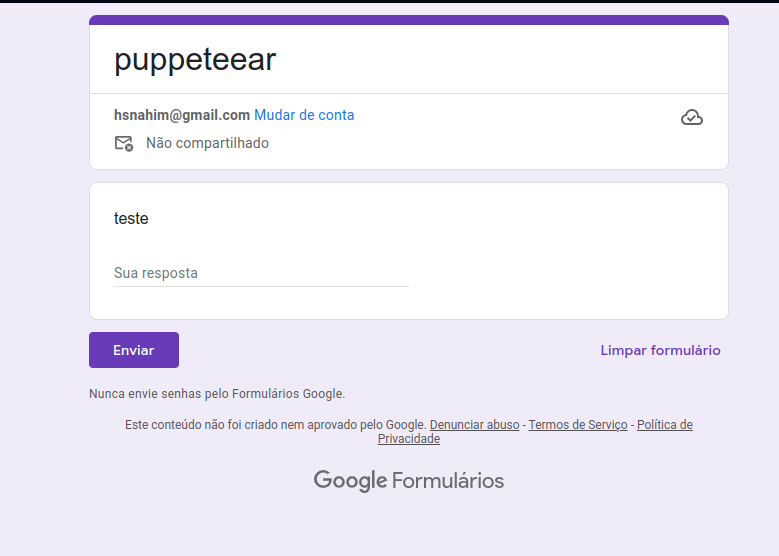 puppeteear
hsnahim@gmail.com Mudar de conta
Não compartilhado
teste
Sua resposta
Enviar
Limpar formulário
Nunca envie senhas pelo Formulários Google.
Este conteúdo não foi criado nem aprovado pelo Google. Denunciar abuso - Termos de Serviço - Política de
Privacidade
Google Formulários